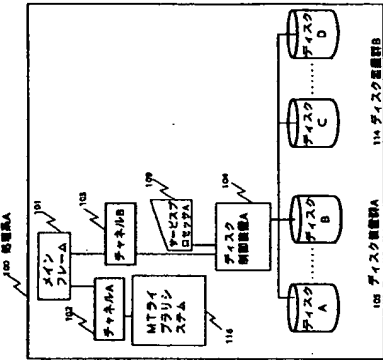 100 処理系A
101
メイン
フレーム
102
チャネルA
103
チャネルB
MTライ
ブラリシ
ステム
116
109
サービスプ
ロセッサA
104
ディスク
制御装置A
ディスク
A
ディスク
B
ディスク
C
ディスク
D
105 ディスク装置群A
114 ディスク装置群B